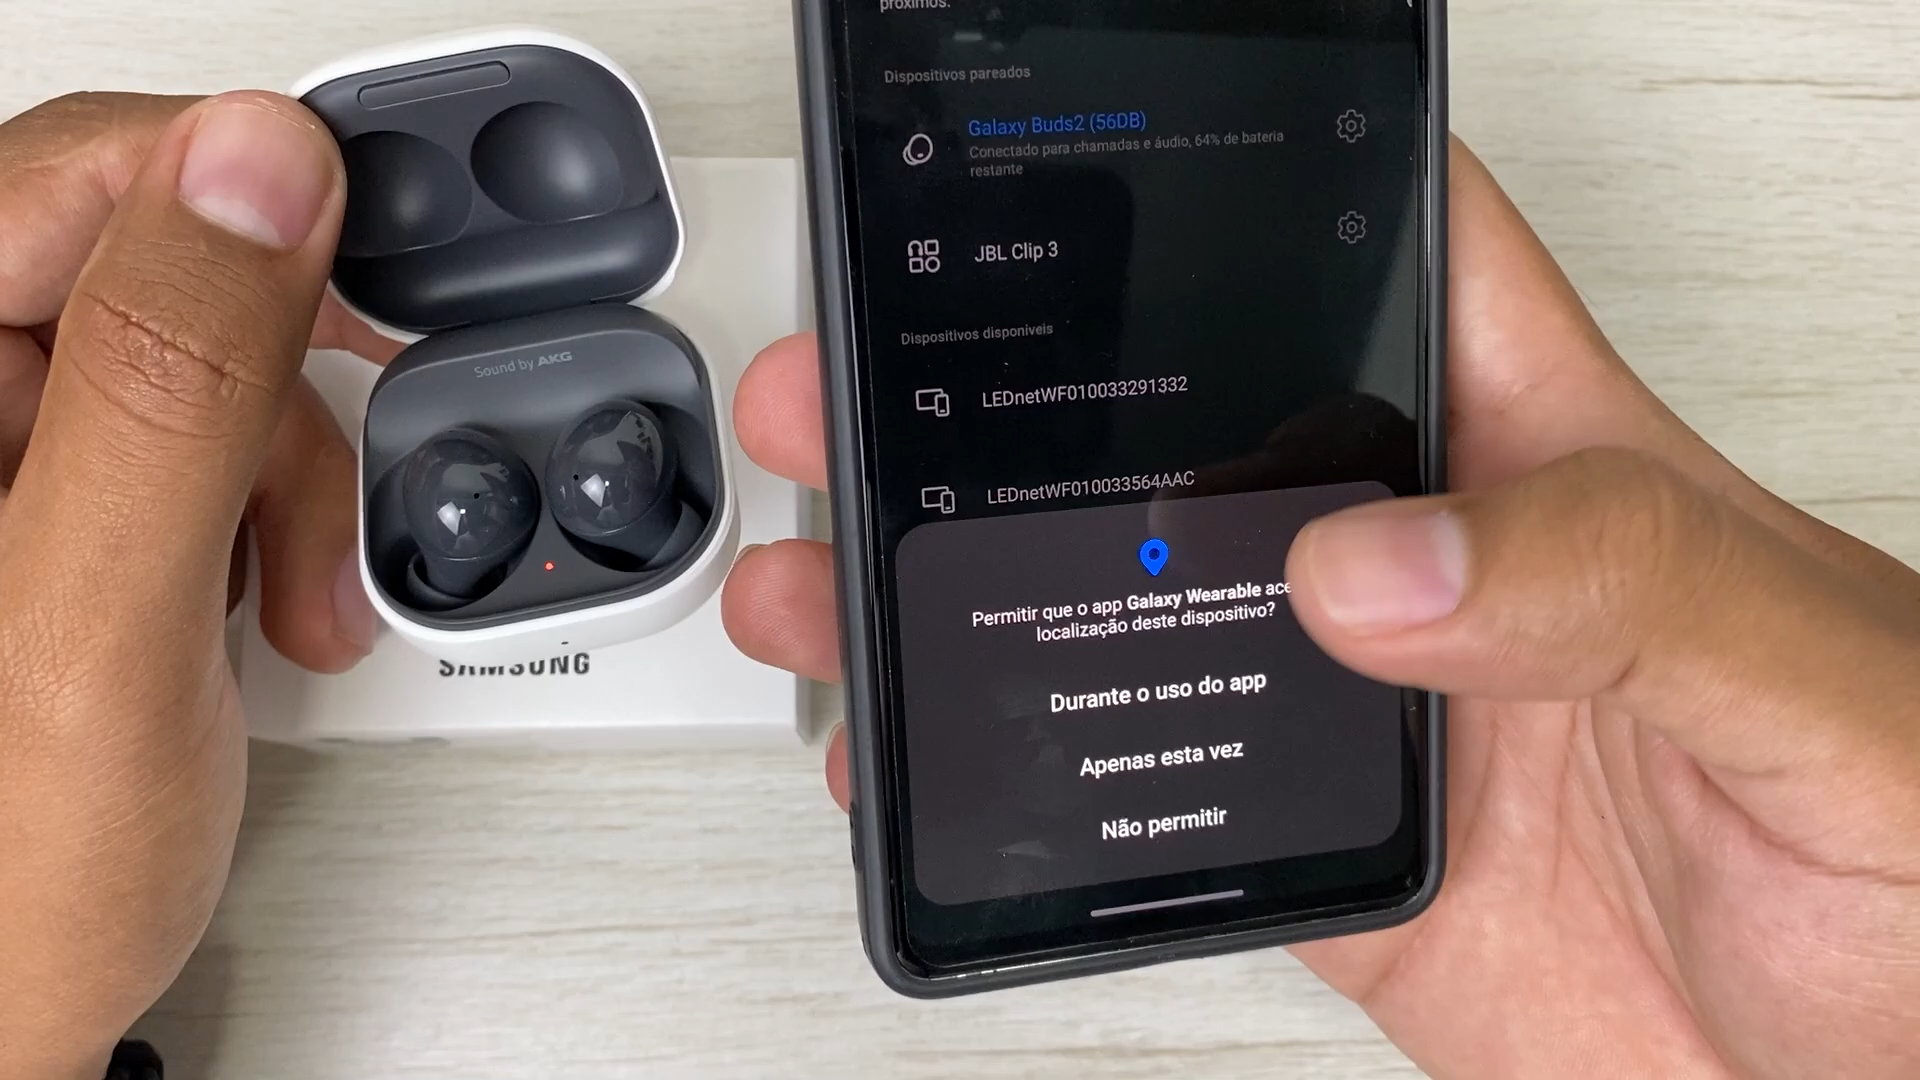 próximos.
Dispositivos pareados
Galaxy Buds2 (56DB)
Conectado para chamadas e áudio, 64% de bateria
restante
JBL Clip 3
Dispositivos disponíveis
LEDnetWF010033291332
LEDnetWF010033564AAC
Permitir que o app Galaxy Wearable ace
localização deste dispositivo?
Durante o uso do app
Apenas esta vez
Não permitir
Sound by AKG
SAMSUNG